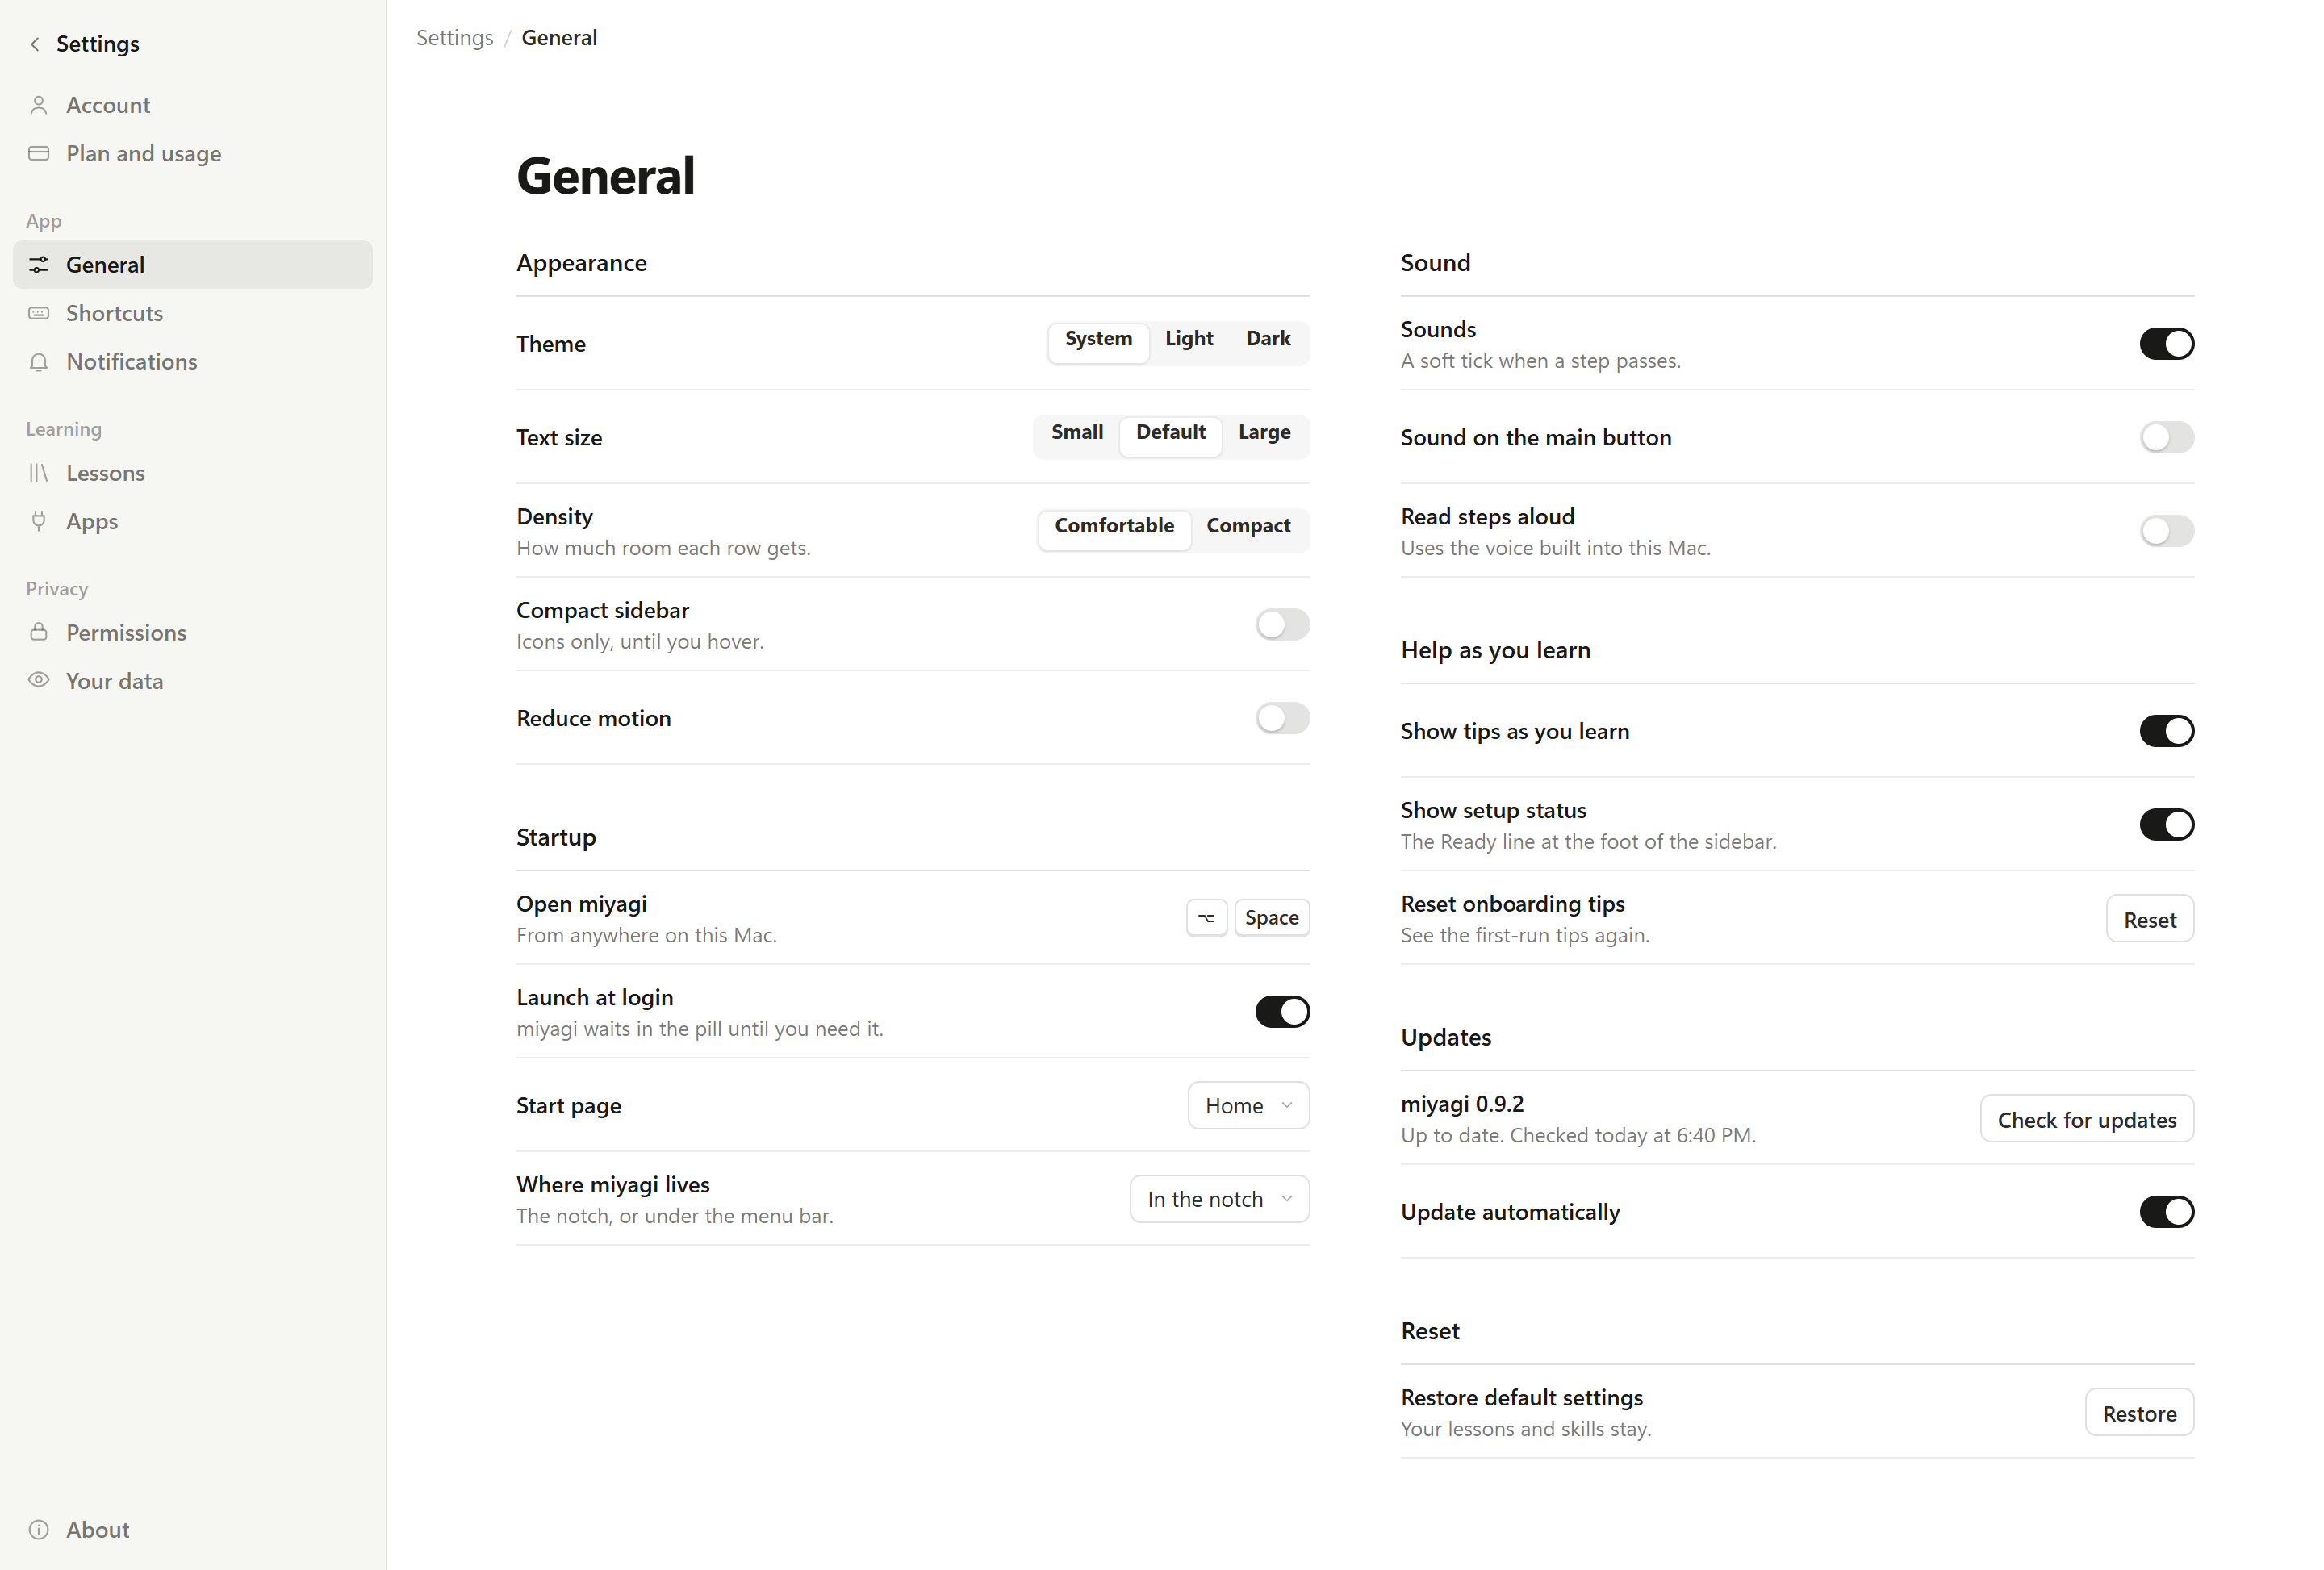 Settings
Account
Plan and usage
App
General
Shortcuts
Notifications
Learning
Lessons
Apps
Privacy
Permissions
Your data
About
Settings / General
General
Appearance
Theme
System Light Dark
Text size
Small Default Large
Density
How much room each row gets.
Comfortable Compact
Compact sidebar
Icons only, until you hover.
Reduce motion
Startup
Open miyagi
From anywhere on this Mac.
⌥ Space
Launch at login
miyagi waits in the pill until you need it.
Start page
Home
Where miyagi lives
The notch, or under the menu bar.
In the notch
Sound
Sounds
A soft tick when a step passes.
Sound on the main button
Read steps aloud
Uses the voice built into this Mac.
Help as you learn
Show tips as you learn
Show setup status
The Ready line at the foot of the sidebar.
Reset onboarding tips
See the first-run tips again.
Reset
Updates
miyagi 0.9.2
Up to date. Checked today at 6:40 PM.
Check for updates
Update automatically
Reset
Restore default settings
Your lessons and skills stay.
Restore